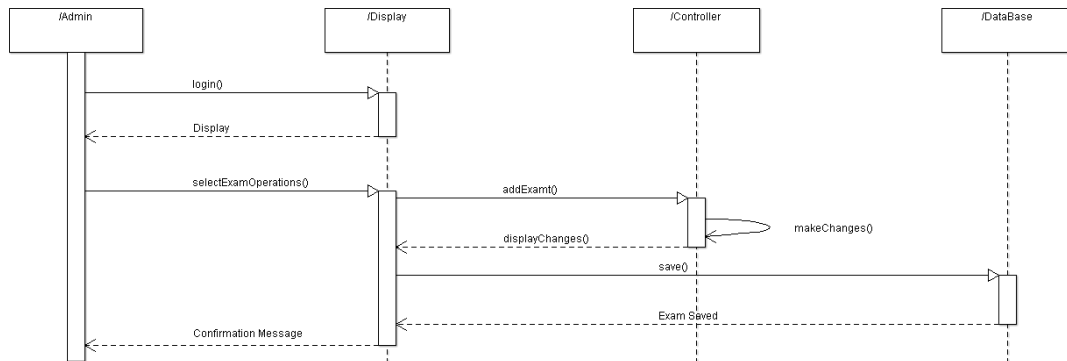 /Admin
/Display
/Controller
/DataBase
login()
Display
selectExamOperations()
addExamt()
makeChanges()
displayChanges()
save()
Exam Saved
Confirmation Message